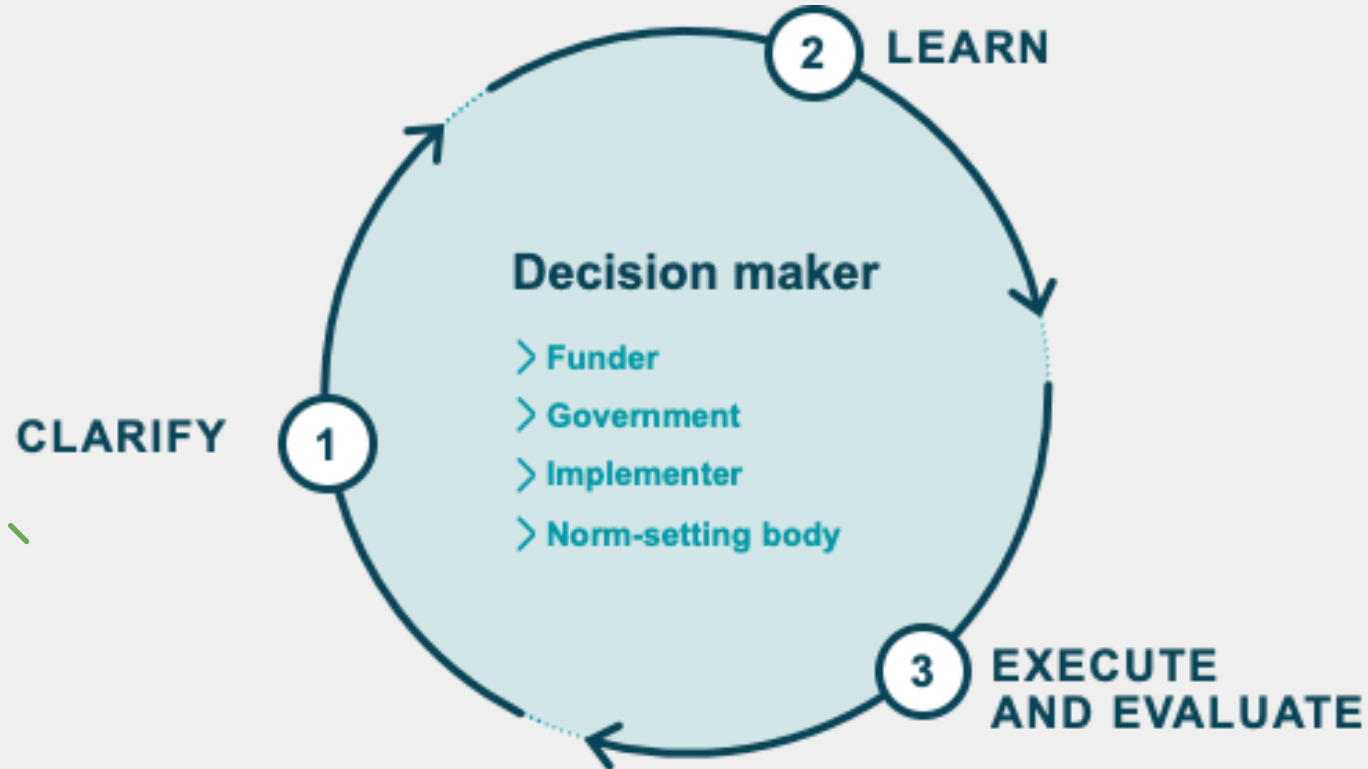 2
LEARN
Decision maker
Funder
Government
Implementer
Norm-setting body
CLARIFY
1
3
EXECUTE
AND EVALUATE